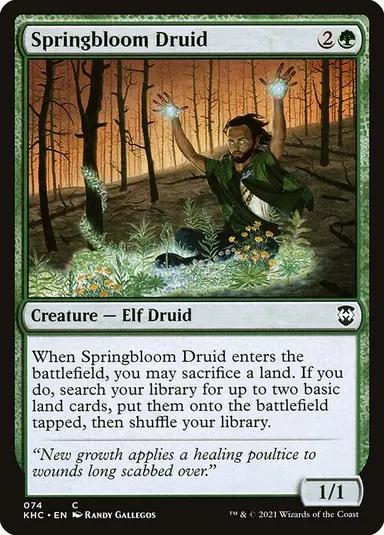 Springbloom Druid 2
Creature — Elf Druid
When Springbloom Druid enters the
battlefield, you may sacrifice a land. If you
do, search your library for up to two basic
land cards, put them onto the battlefield
tapped, then shuffle your library.
“New growth applies a healing poultice to
wounds long scabbed over.”
1/1
074 C
KHC • EN Randy Gallegos ™ & © 2021 Wizards of the Coast